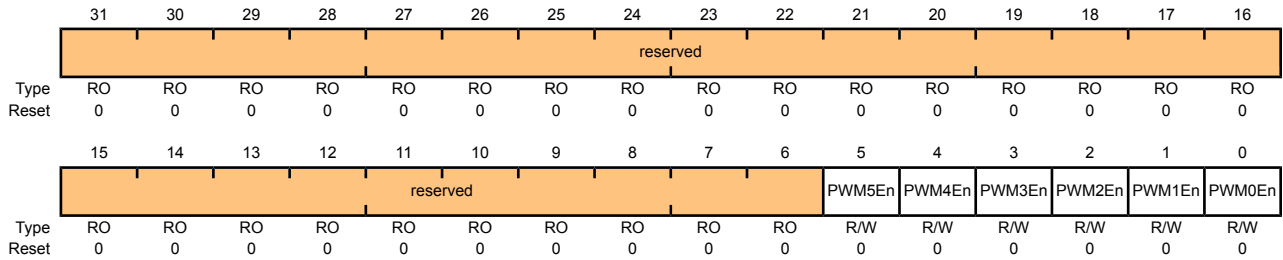 31 30 29 28 27 26 25 24 23 22 21 20 19 18 17 16
reserved
Type RO RO RO RO RO RO RO RO RO RO RO RO RO RO RO RO
Reset 0 0 0 0 0 0 0 0 0 0 0 0 0 0 0 0
15 14 13 12 11 10 9 8 7 6 5 4 3 2 1 0
reserved PWM5En PWM4En PWM3En PWM2En PWM1En PWM0En
Type RO RO RO RO RO RO RO RO RO RO R/W R/W R/W R/W R/W R/W
Reset 0 0 0 0 0 0 0 0 0 0 0 0 0 0 0 0